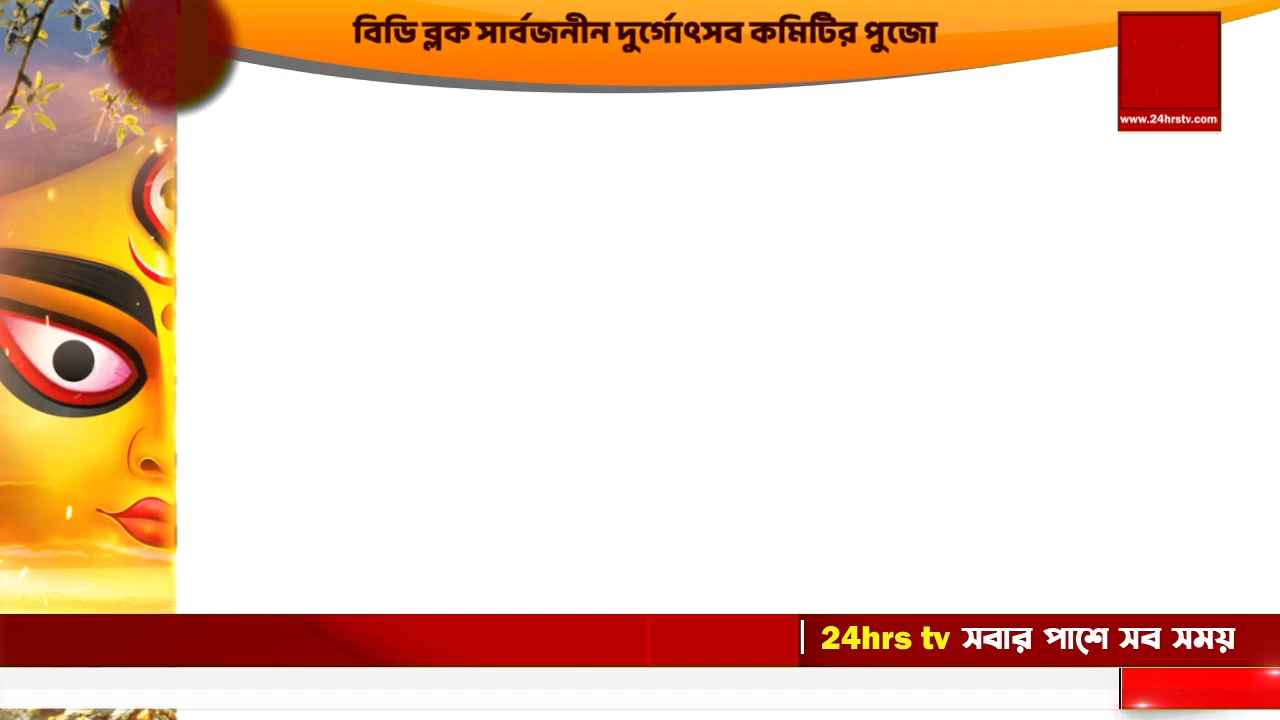 বিডি ব্লক সার্বজনীন দুর্গোৎসব কমিটির পুজো
www.24hrstv.com
24hrs tv সবার পাশে সব সময়